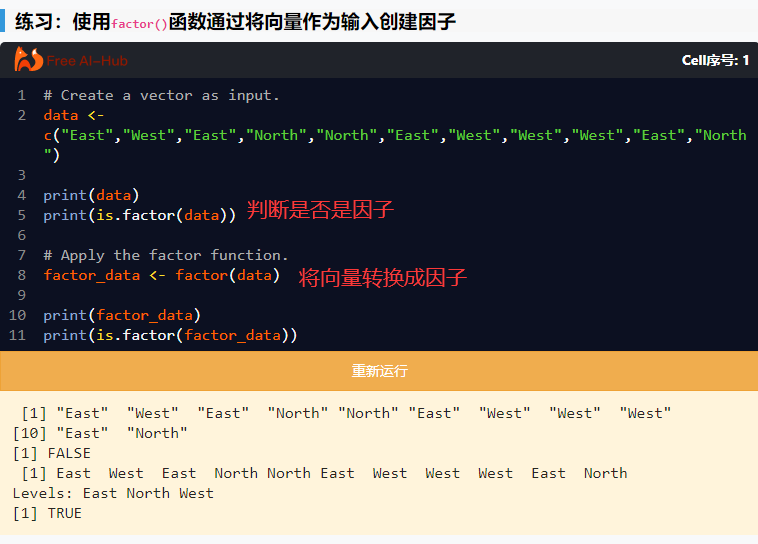 练习：使用factor()函数通过将向量作为输入创建因子
Free AI-Hub
Cell序号: 1
1 # Create a vector as input.
2 data <-
c("East","West","East","North","North","East","West","West","West","East","North
")
3
4 print(data)
5 print(is.factor(data)) 判断是否是因子
6
7 # Apply the factor function.
8 factor_data <- factor(data) 将向量转换成因子
9
10 print(factor_data)
11 print(is.factor(factor_data))
重新运行
[1] "East"  "West"  "East"  "North" "North" "East"  "West"  "West"  "West"
[10] "East"  "North"
[1] FALSE
[1] East  West  East  North North East  West  West  West  East  North
Levels: East North West
[1] TRUE